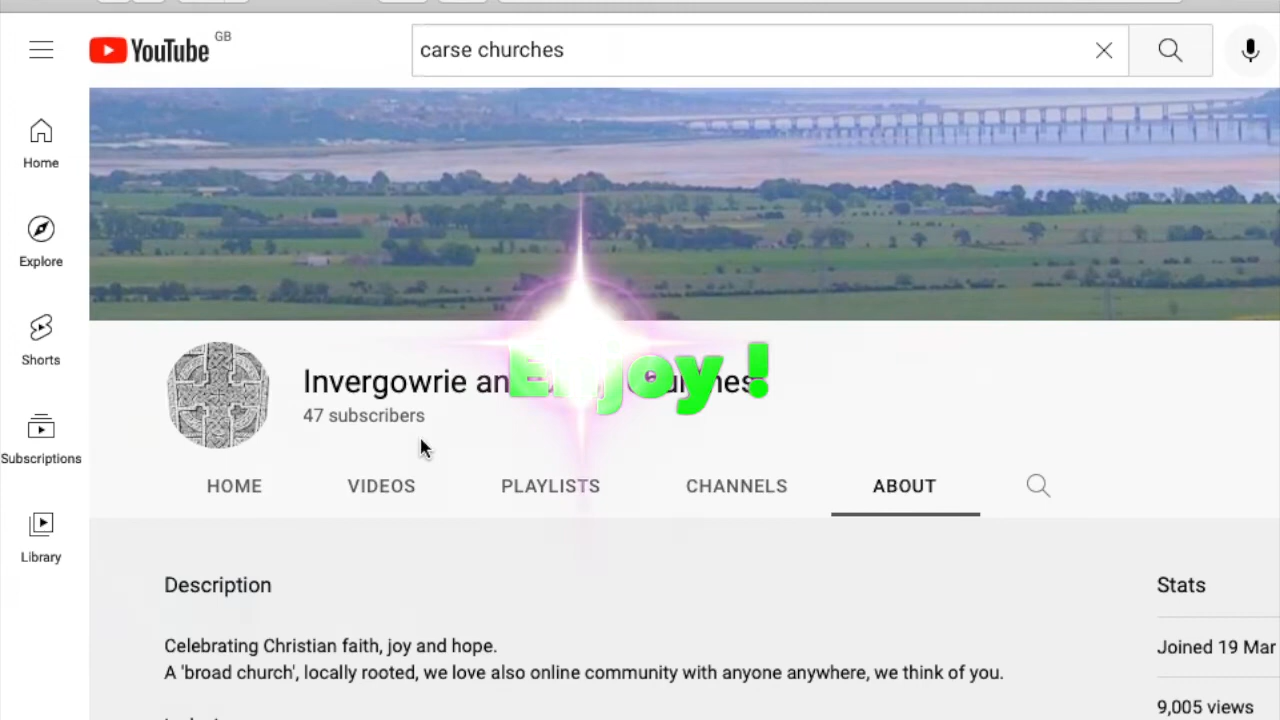 YouTube GB
carse churches
Home
Explore
Shorts
Subscriptions
Library
Invergowrie an
Enjoy !
47 subscribers
HOME VIDEOS PLAYLISTS CHANNELS ABOUT
Description
Stats
Celebrating Christian faith, joy and hope.
Joined 19 Mar
A 'broad church', locally rooted, we love also online community with anyone anywhere, we think of you.
9,005 views